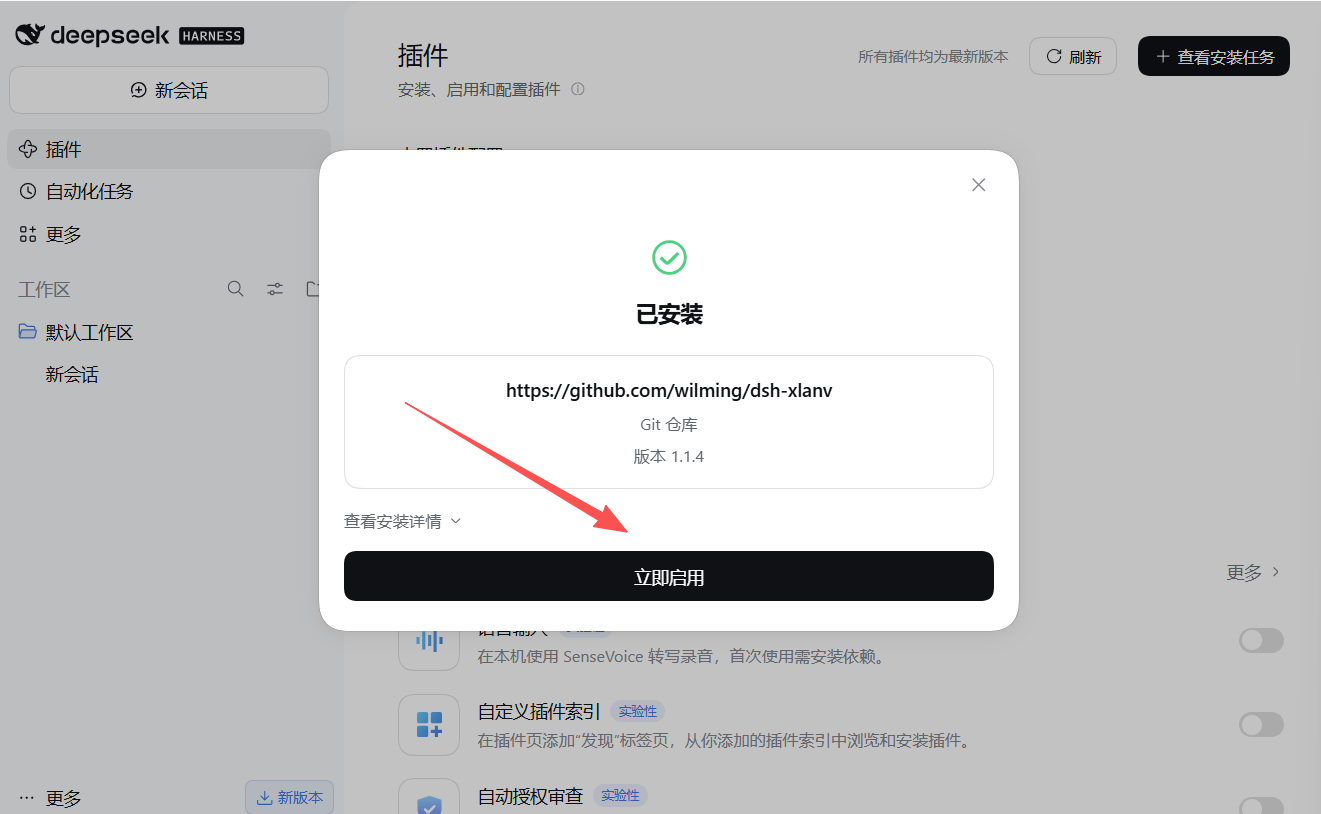 deepseek HARNESS
新会话
插件
自动化任务
更多
工作区
默认工作区
新会话
更多
新版本
插件
安装、启用和配置插件
所有插件均为最新版本
刷新
查看安装任务
已安装
https://github.com/wilming/dsh-xlanv
Git 仓库
版本 1.1.4
查看安装详情
立即启用
更多
在本机使用 SenseVoice 转写录音，首次使用需安装依赖。
自定义插件索引 实验性
在插件页添加“发现”标签页，从你添加的插件索引中浏览和安装插件。
自动授权审查 实验性